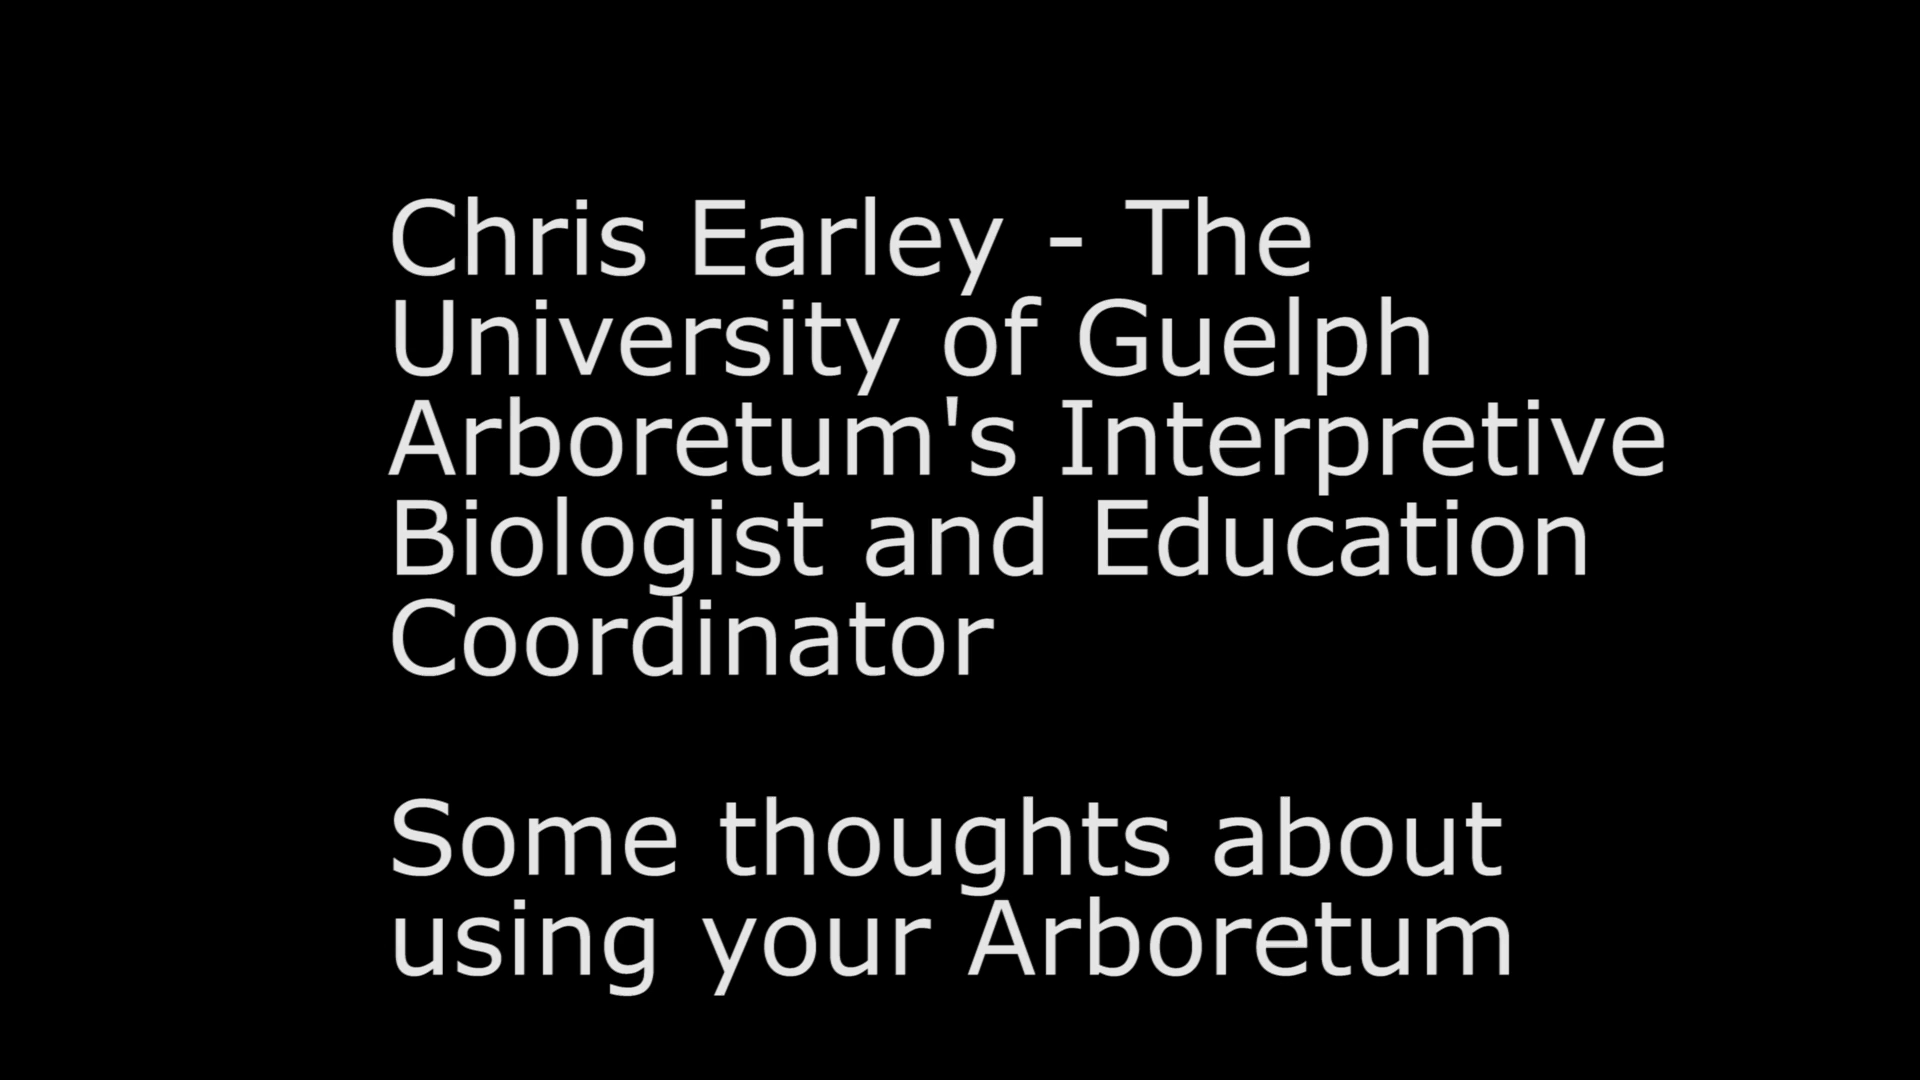 Chris Earley - The
University of Guelph
Arboretum's Interpretive
Biologist and Education
Coordinator
Some thoughts about
using your Arboretum